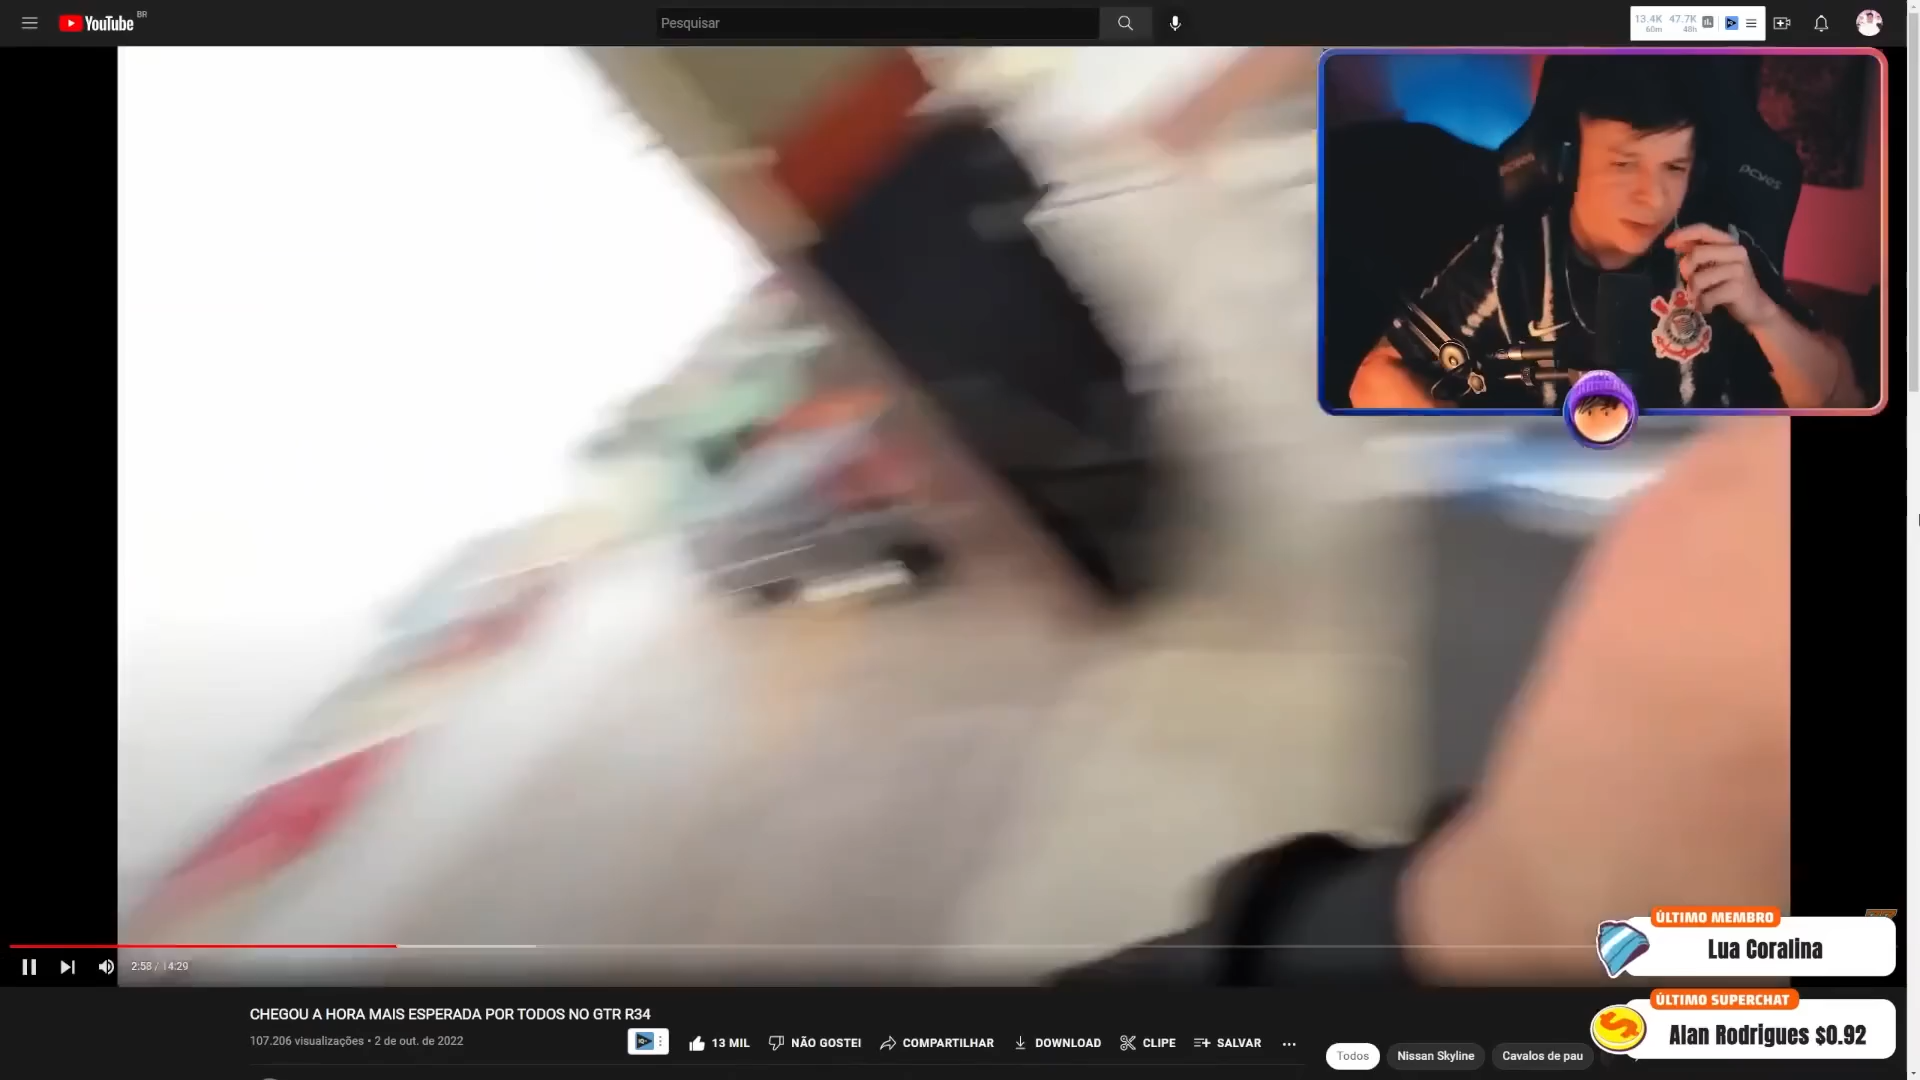 YouTube BR
Pesquisar
13.4K 47.7K
60m 48h
pcyes
ÚLTIMO MEMBRO
Lua Coralina
2:58 / 14:29
ÚLTIMO SUPERCHAT
Alan Rodrigues $0.92
CHEGOU A HORA MAIS ESPERADA POR TODOS NO GTR R34
107.206 visualizações • 2 de out. de 2022
13 MIL
NÃO GOSTEI
COMPARTILHAR
DOWNLOAD
CLIPE
SALVAR
Todos
Nissan Skyline
Cavalos de pau